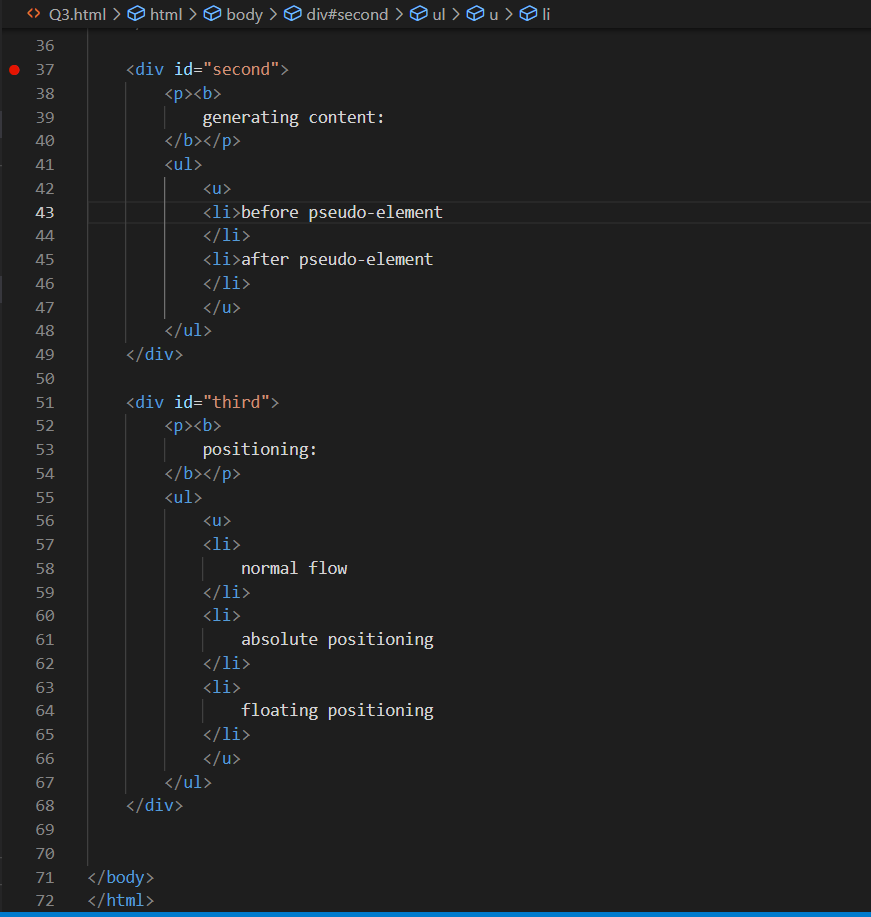 Q3.html > html > body > div#second > ul > u > li
36
37 <div id="second">
38 <p><b>
39 generating content:
40 </b></p>
41 <ul>
42 <u>
43 <li>before pseudo-element
44 </li>
45 <li>after pseudo-element
46 </li>
47 </u>
48 </ul>
49 </div>
50
51 <div id="third">
52 <p><b>
53 positioning:
54 </b></p>
55 <ul>
56 <u>
57 <li>
58 normal flow
59 </li>
60 <li>
61 absolute positioning
62 </li>
63 <li>
64 floating positioning
65 </li>
66 </u>
67 </ul>
68 </div>
69
70
71 </body>
72 </html>